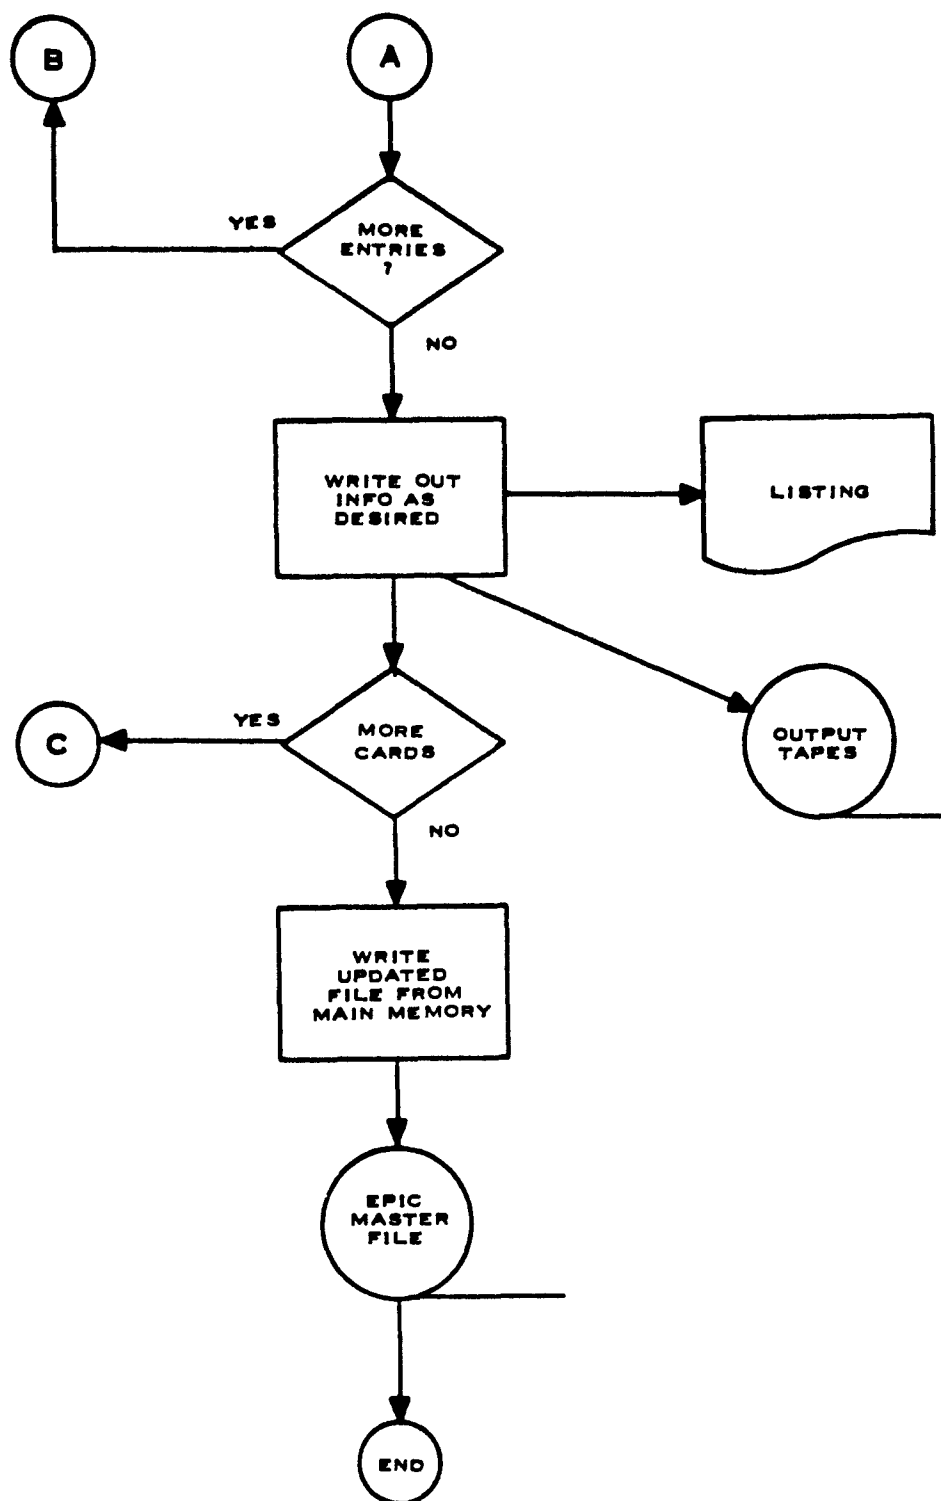 B
A
YES
MORE
ENTRIES
?
NO
WRITE OUT
INFO AS
DESIRED
LISTING
YES
C
MORE
CARDS
OUTPUT
TAPES
NO
WRITE
UPDATED
FILE FROM
MAIN MEMORY
EPIC
MASTER
FILE
END